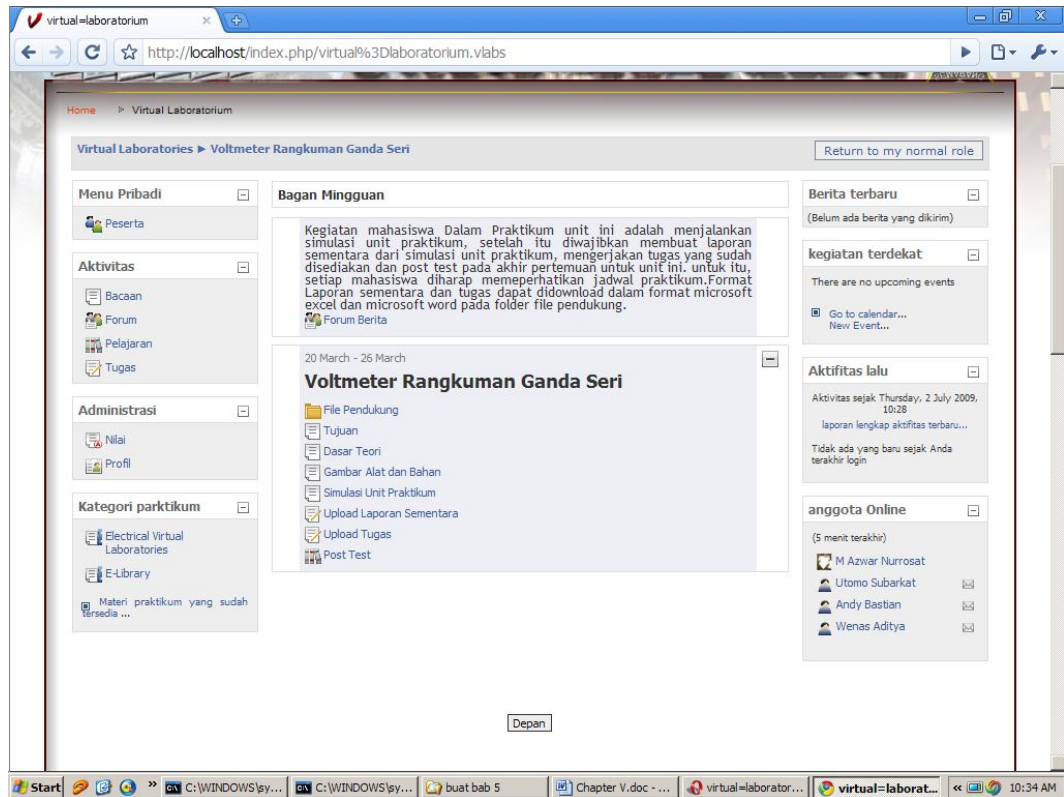 virtual=laboratorium
http://localhost/index.php/virtual%3Dlaboratorium.vlabs
Home Virtual Laboratorium
Virtual Laboratories ► Voltmeter Rangkuman Ganda Seri
Return to my normal role
Menu Pribadi
Peserta
Aktivitas
Bacaan
Forum
Pelajaran
Tugas
Administrasi
Nilai
Profil
Kategori parktikum
Electrical Virtual
Laboratories
E-Library
Materi praktikum yang sudah
tersedia ...
Bagan Mingguan
Kegiatan mahasiswa Dalam Praktikum unit ini adalah menjalankan
simulasi unit praktikum, setelah itu diwajibkan membuat laporan
sementara dari simulasi unit praktikum, mengerjakan tugas yang sudah
disediakan dan post test pada akhir pertemuan untuk unit ini. untuk itu,
setiap mahasiswa diharap memeperhatikan jadwal praktikum.Format
Laporan sementara dan tugas dapat didownload dalam format microsoft
excel dan microsoft word pada folder file pendukung.
Forum Berita
20 March - 26 March
Voltmeter Rangkuman Ganda Seri
File Pendukung
Tujuan
Dasar Teori
Gambar Alat dan Bahan
Simulasi Unit Praktikum
Upload Laporan Sementara
Upload Tugas
Post Test
Berita terbaru
(Belum ada berita yang dikirim)
kegiatan terdekat
There are no upcoming events
Go to calendar...
New Event...
Aktifitas lalu
Aktivitas sejak Thursday, 2 July 2009,
10:28
laporan lengkap aktifitas terbaru...
Tidak ada yang baru sejak Anda
terakhir login
anggota Online
(5 menit terakhir)
M Azwar Nurrosat
Utomo Subarkat
Andy Bastian
Wenas Aditya
Depan
Start » C:\WINDOWS\sy... C:\WINDOWS\sy... buat bab 5 Chapter V.doc - ... virtual=laborator... virtual=laborat... « 10:34 AM